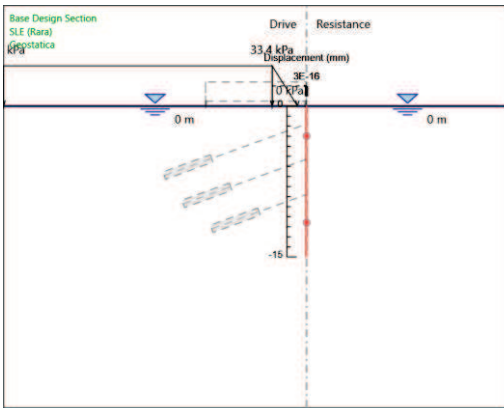 Base Design Section
SLE (Rara)
Geostatica
Drive
Resistance
kPa
33.4 kPa
Displacement (mm)
3E-16
0 kPa
0
0 m
0 m
-15